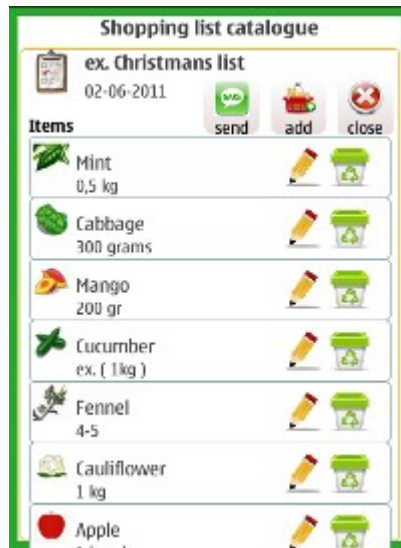 Shopping list catalogue
ex. Christmans list
02-06-2011
SMS
send add close
Items
Mint
0,5 kg
Cabbage
300 grams
Mango
200 gr
Cucumber
ex. ( 1kg )
Fennel
4-5
Cauliflower
1 kg
Apple